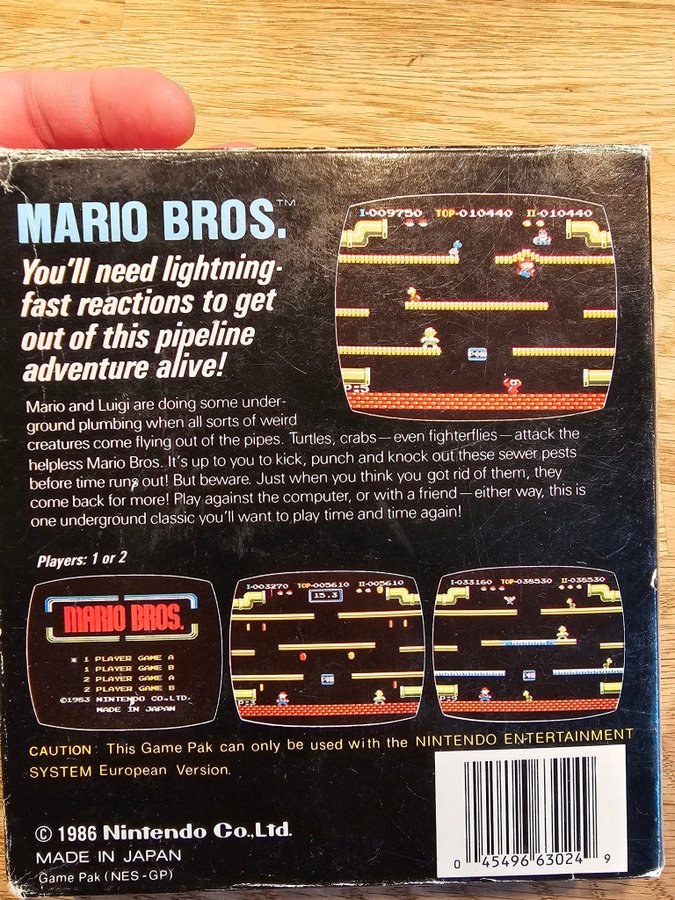 MARIO BROS.™
You'll need lightning-
fast reactions to get
out of this pipeline
adventure alive!
I-009750 TOP-010440 II-010440
POW
Mario and Luigi are doing some under-
ground plumbing when all sorts of weird
creatures come flying out of the pipes. Turtles, crabs—even fighterflies—attack the
helpless Mario Bros. It's up to you to kick, punch and knock out these sewer pests
before time runs out! But beware. Just when you think you got rid of them, they
come back for more! Play against the computer, or with a friend—either way, this is
one underground classic you'll want to play time and time again!
Players: 1 or 2
MARIO BROS.
1 PLAYER GAME A
1 PLAYER GAME B
2 PLAYER GAME A
2 PLAYER GAME B
©1983 NINTENDO CO.,LTD.
MADE IN JAPAN
I-003270 TOP-005610 II-005610
15.3
POW
I-033160 TOP-038530 II-038530
POW
CAUTION: This Game Pak can only be used with the NINTENDO ENTERTAINMENT
SYSTEM European Version.
© 1986 Nintendo Co.,Ltd.
MADE IN JAPAN
Game Pak (NES-GP)
0 45496 63024 9